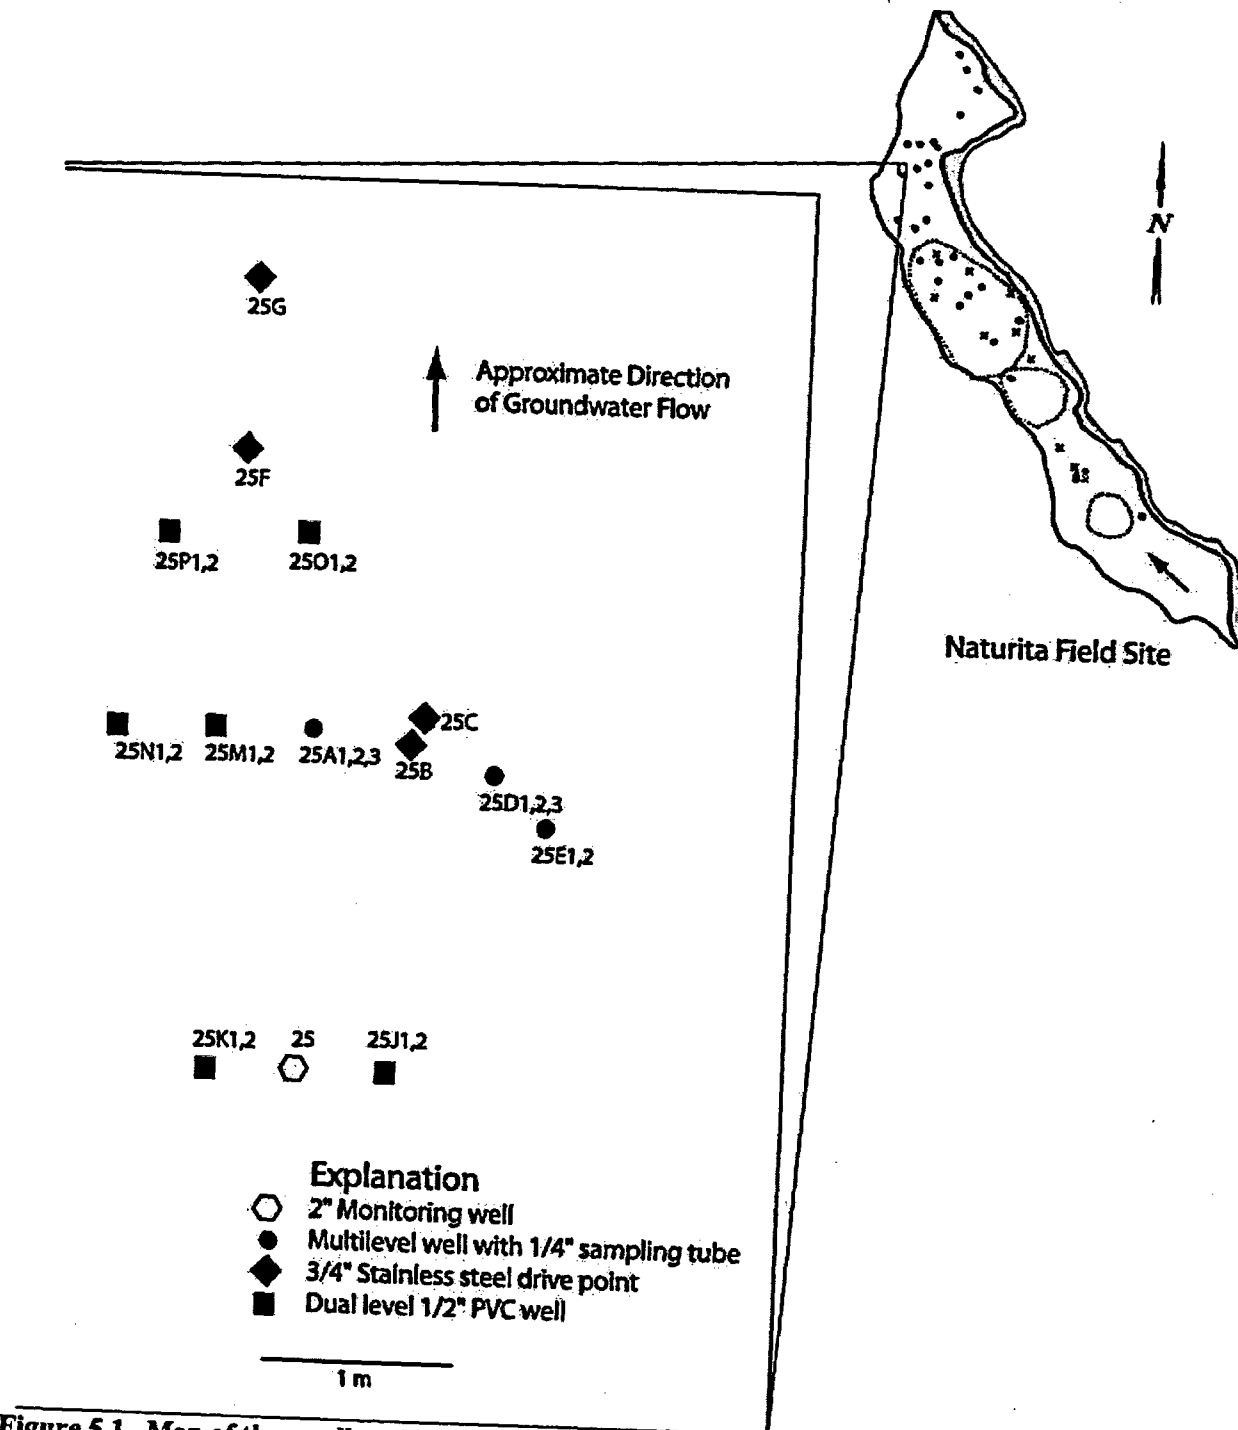 25G
Approximate Direction
of Groundwater Flow
N
25F
25P1,2
25O1,2
Naturita Field Site
25C
25N1,2
25M1,2
25A1,2,3
25B
25D1,2,3
25E1,2
25K1,2
25
25J1,2
Explanation
2" Monitoring well
Multilevel well with 1/4" sampling tube
3/4" Stainless steel drive point
Dual level 1/2" PVC well
1 m
Figure 5.1 Map of the